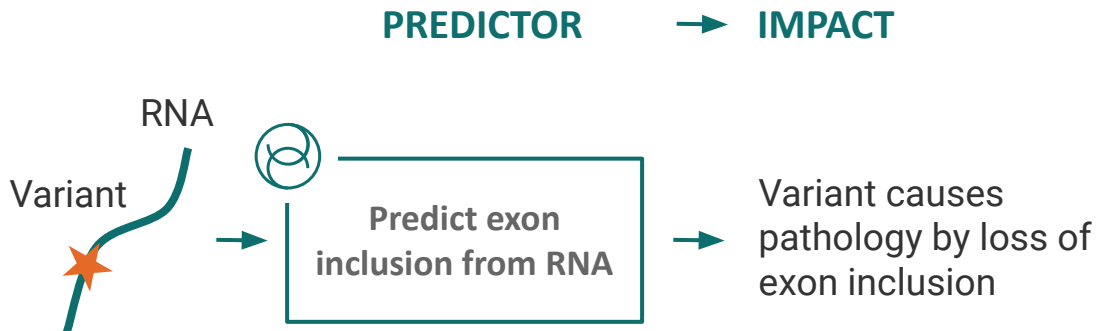 PREDICTOR
IMPACT
RNA
Variant
Predict exon
inclusion from RNA
Variant causes
pathology by loss of
exon inclusion